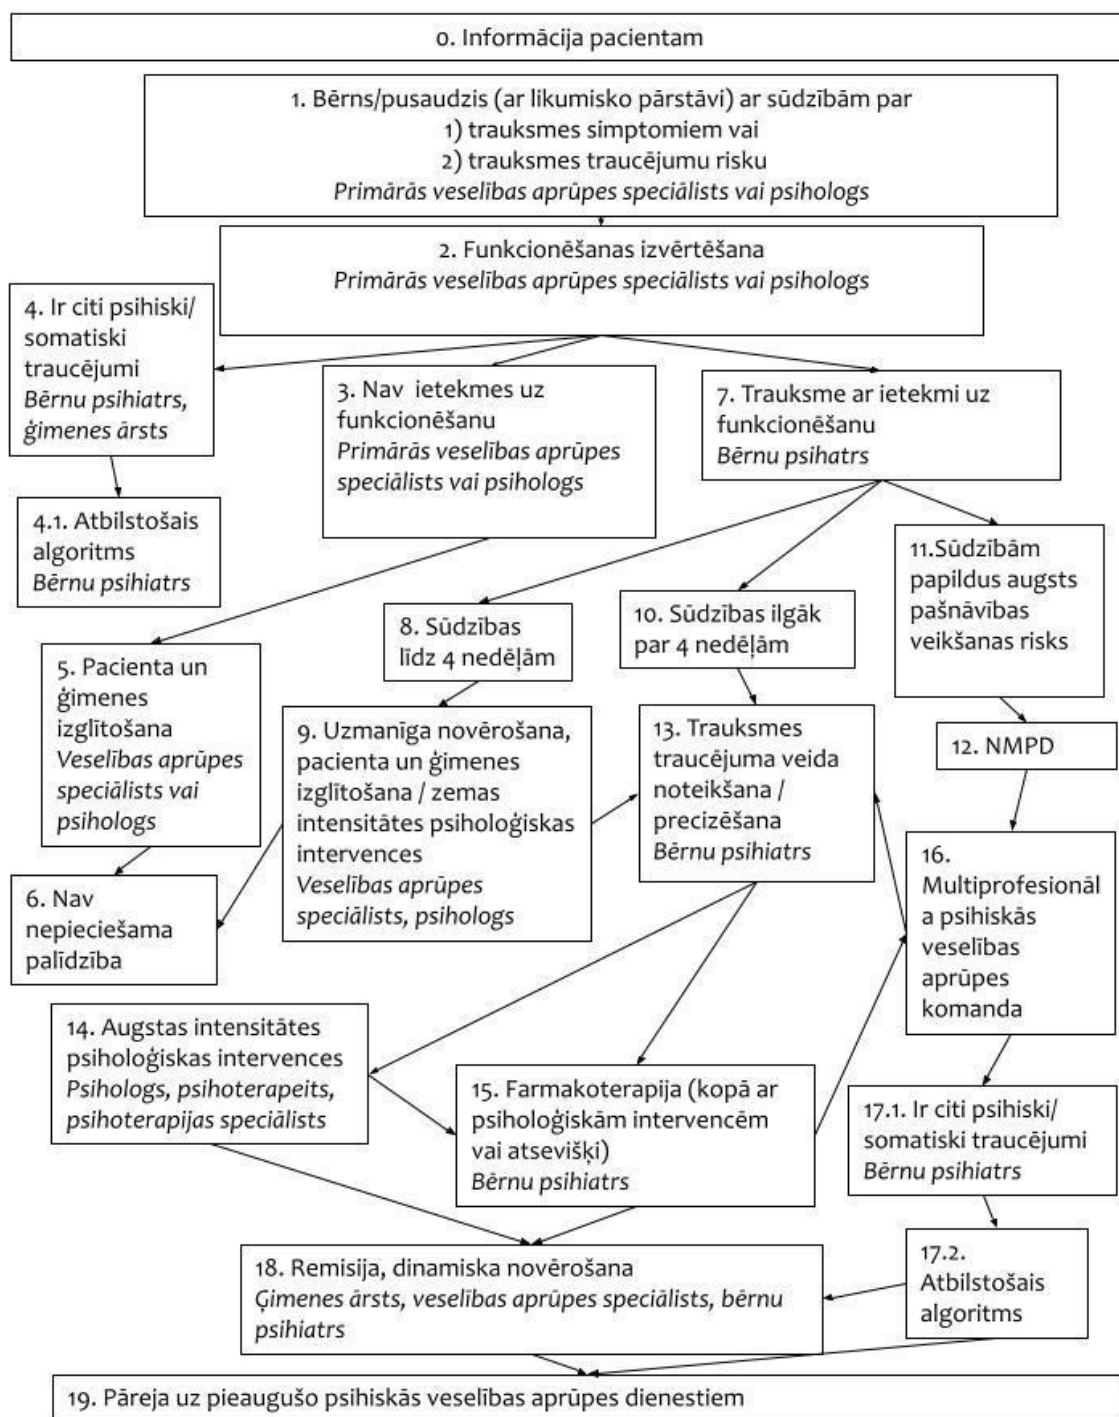 0. Informācija pacientam
1. Bērns/pusaudzis (ar likumisko pārstāvi) ar sūdzībām par
1) trauksmes simptomiem vai
2) trauksmes traucējumu risku
Primārās veselības aprūpes speciālists vai psihologs
2. Funkcionēšanas izvērtēšana
Primārās veselības aprūpes speciālists vai psihologs
4. Ir citi psihiski/
somatiski
traucējumi
Bērnu psihiatrs,
ģimenes ārsts
3. Nav ietekmes uz
funkcionēšanu
Primārās veselības aprūpes
speciālists vai psihologs
7. Trauksme ar ietekmi uz
funkcionēšanu
Bērnu psihatrs
4.1. Atbilstošais
algoritms
Bērnu psihiatrs
11.Sūdzībām
papildus augsts
pašnāvības
veikšanas risks
8. Sūdzības
līdz 4 nedēļām
10. Sūdzības ilgāk
par 4 nedēļām
5. Pacienta un
ģimenes
izglītošana
Veselības aprūpes
speciālists vai
psihologs
9. Uzmanīga novērošana,
pacienta un ģimenes
izglītošana / zemas
intensitātes psiholoģiskas
intervences
Veselības aprūpes
speciālists, psihologs
13. Trauksmes
traucējuma veida
noteikšana /
precizēšana
Bērnu psihiatrs
12. NMPD
6. Nav
nepieciešama
palīdzība
16.
Multiprofesionāl
a psihiskās
veselības
aprūpes
komanda
14. Augstas intensitātes
psiholoģiskas intervences
Psihologs, psihoterapeits,
psihoterapijas speciālists
15. Farmakoterapija (kopā ar
psiholoģiskām intervencēm
vai atsevišķi)
Bērnu psihiatrs
17.1. Ir citi psihiski/
somatiski traucējumi
Bērnu psihiatrs
18. Remisija, dinamiska novērošana
Ģimenes ārsts, veselības aprūpes speciālists, bērnu
psihiatrs
17.2.
Atbilstošais
algoritms
19. Pāreja uz pieaugušo psihiskās veselības aprūpes dienestiem